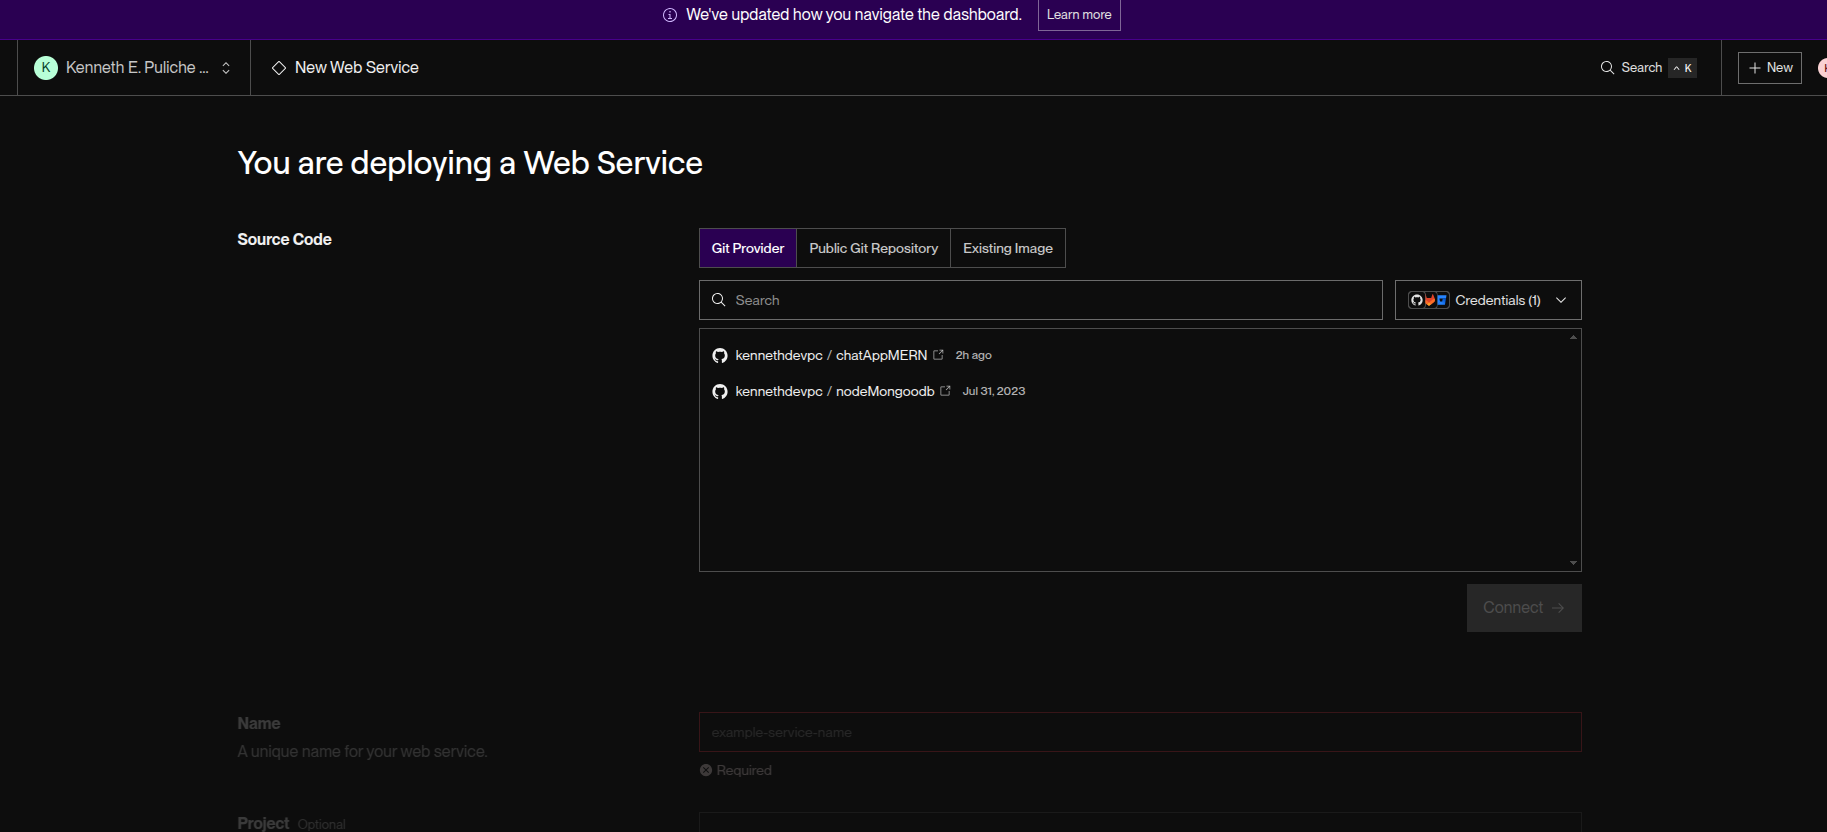 We've updated how you navigate the dashboard. Learn more
K Kenneth E. Puliche ... New Web Service Search ^ K + New
You are deploying a Web Service
Source Code
Git Provider Public Git Repository Existing Image
Search Credentials (1)
kennethdevpc / chatAppMERN 2h ago
kennethdevpc / nodeMongoodb Jul 31, 2023
Connect →
Name
A unique name for your web service.
example-service-name
Required
Project Optional